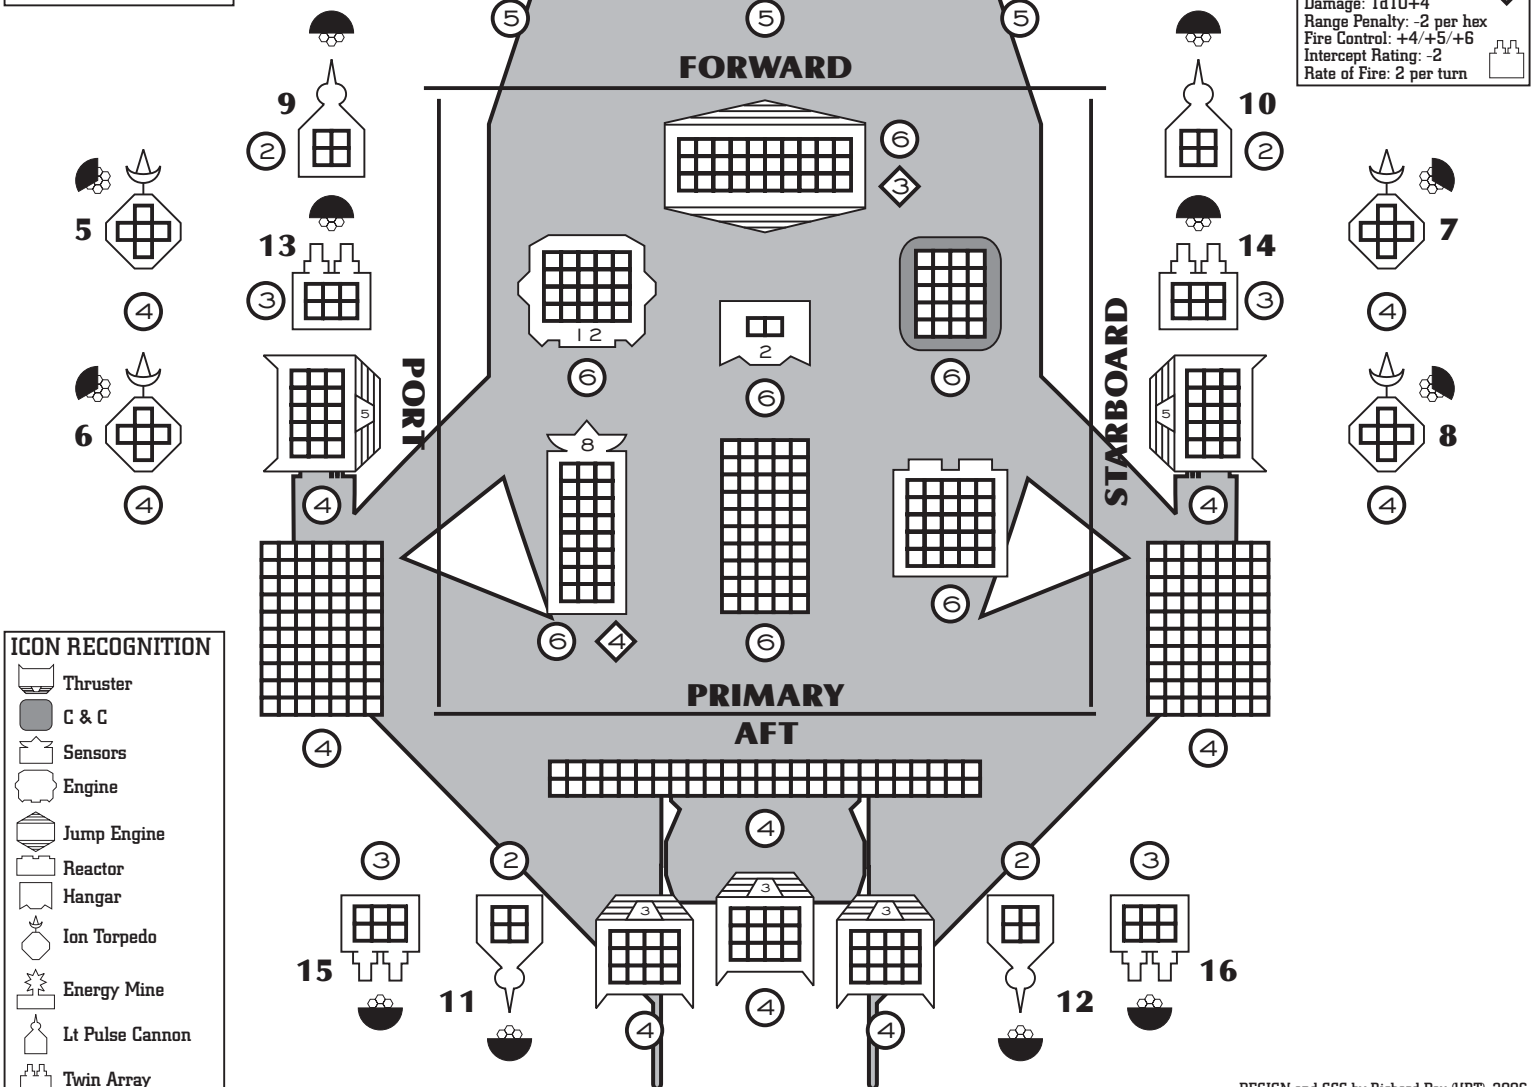 5
5
5
Damage: 1d10+4
Range Penalty: -2 per hex
Fire Control: +4/+5/+6
Intercept Rating: -2
Rate of Fire: 2 per turn
FORWARD
9
2
10
2
6
3
5
7
13
3
14
3
4
4
12
6
2
6
6
PORT
STARBOARD
5
5
6
8
8
4
4
4
4
6
6
4
6
PRIMARY
AFT
4
4
ICON RECOGNITION
Thruster
C & C
Sensors
Engine
Jump Engine
Reactor
Hangar
Ion Torpedo
Energy Mine
Lt Pulse Cannon
Twin Array
4
3
2
2
3
3
3
3
15
11
12
16
4
4
4